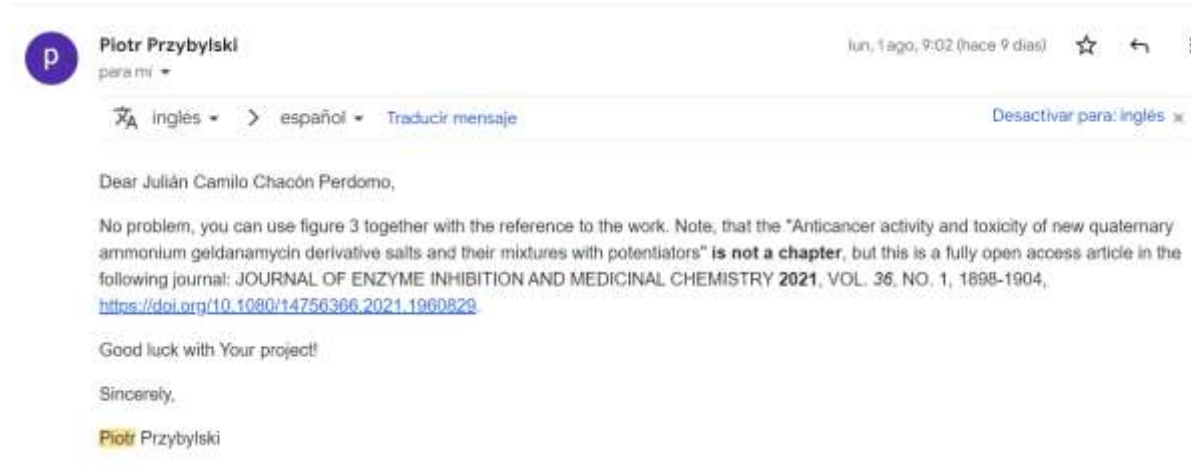 p
Piotr Przybylski
lun, 1 ago, 9:02 (hace 9 días)
para mí
inglés
español
Traducir mensaje
Desactivar para: inglés
Dear Julián Camilo Chacón Perdomo,
No problem, you can use figure 3 together with the reference to the work. Note, that the "Anticancer activity and toxicity of new quaternary
ammonium geldanamycin derivative salts and their mixtures with potentiators" is not a chapter, but this is a fully open access article in the
following journal: JOURNAL OF ENZYME INHIBITION AND MEDICINAL CHEMISTRY 2021, VOL. 36, NO. 1, 1898-1904,
https://doi.org/10.1080/14756366.2021.1960829.
Good luck with Your project!
Sincerely,
Piotr Przybylski